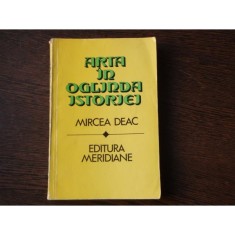 ARTA
IN
OGLINDA
ISTORIEI
MIRCEA DEAC
EDITURA
MERIDIANE